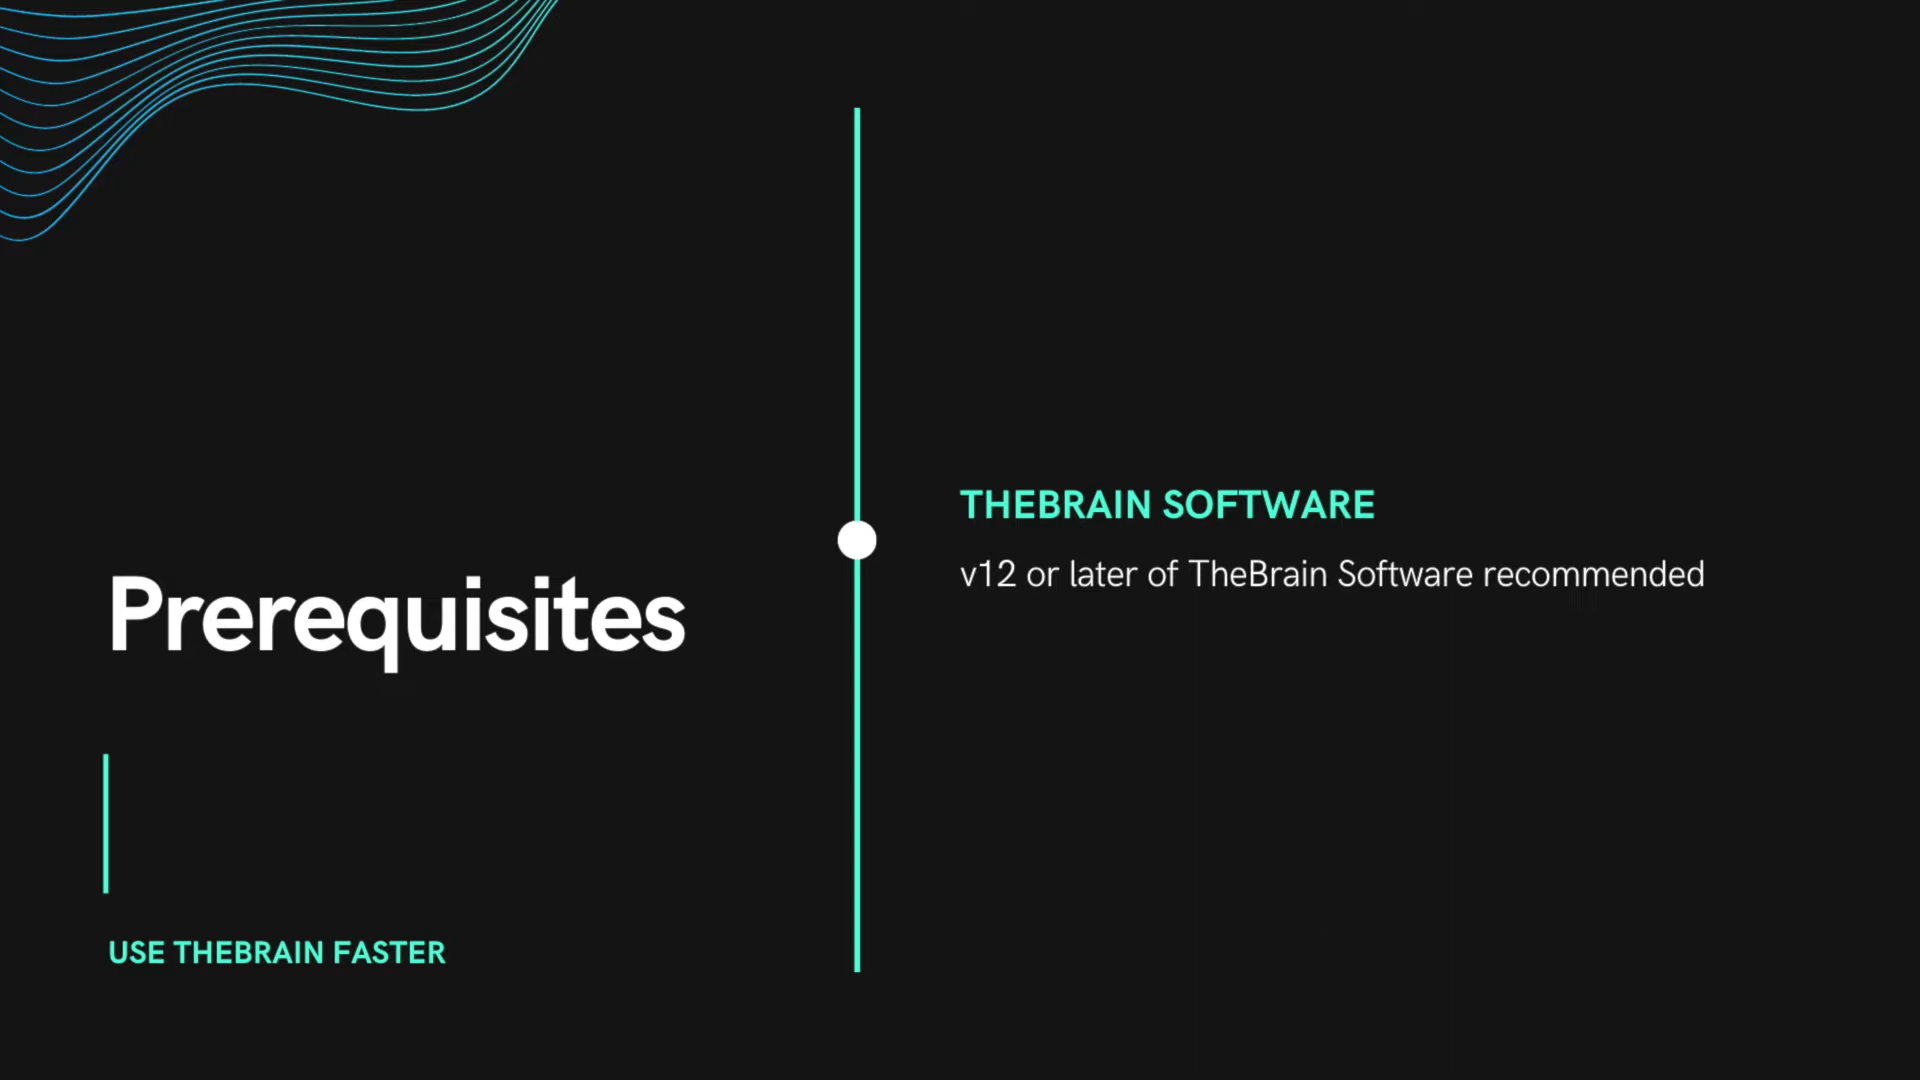 Prerequisites
USE THEBRAIN FASTER
THEBRAIN SOFTWARE
v12 or later of TheBrain Software recommended